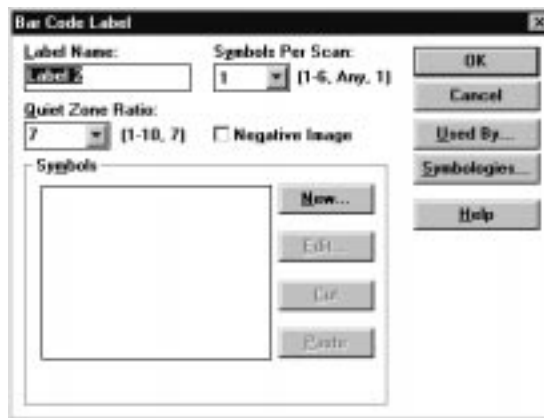 Bar Code Label
Label Name:
Label 2
Symbols Per Scan:
1 (1-6, Any, 1)
Quiet Zone Ratio:
7 (1-10, 7)
Negative Image
Symbols
New...
Edit...
Cut
Paste
OK
Cancel
Used By...
Symbologies...
Help